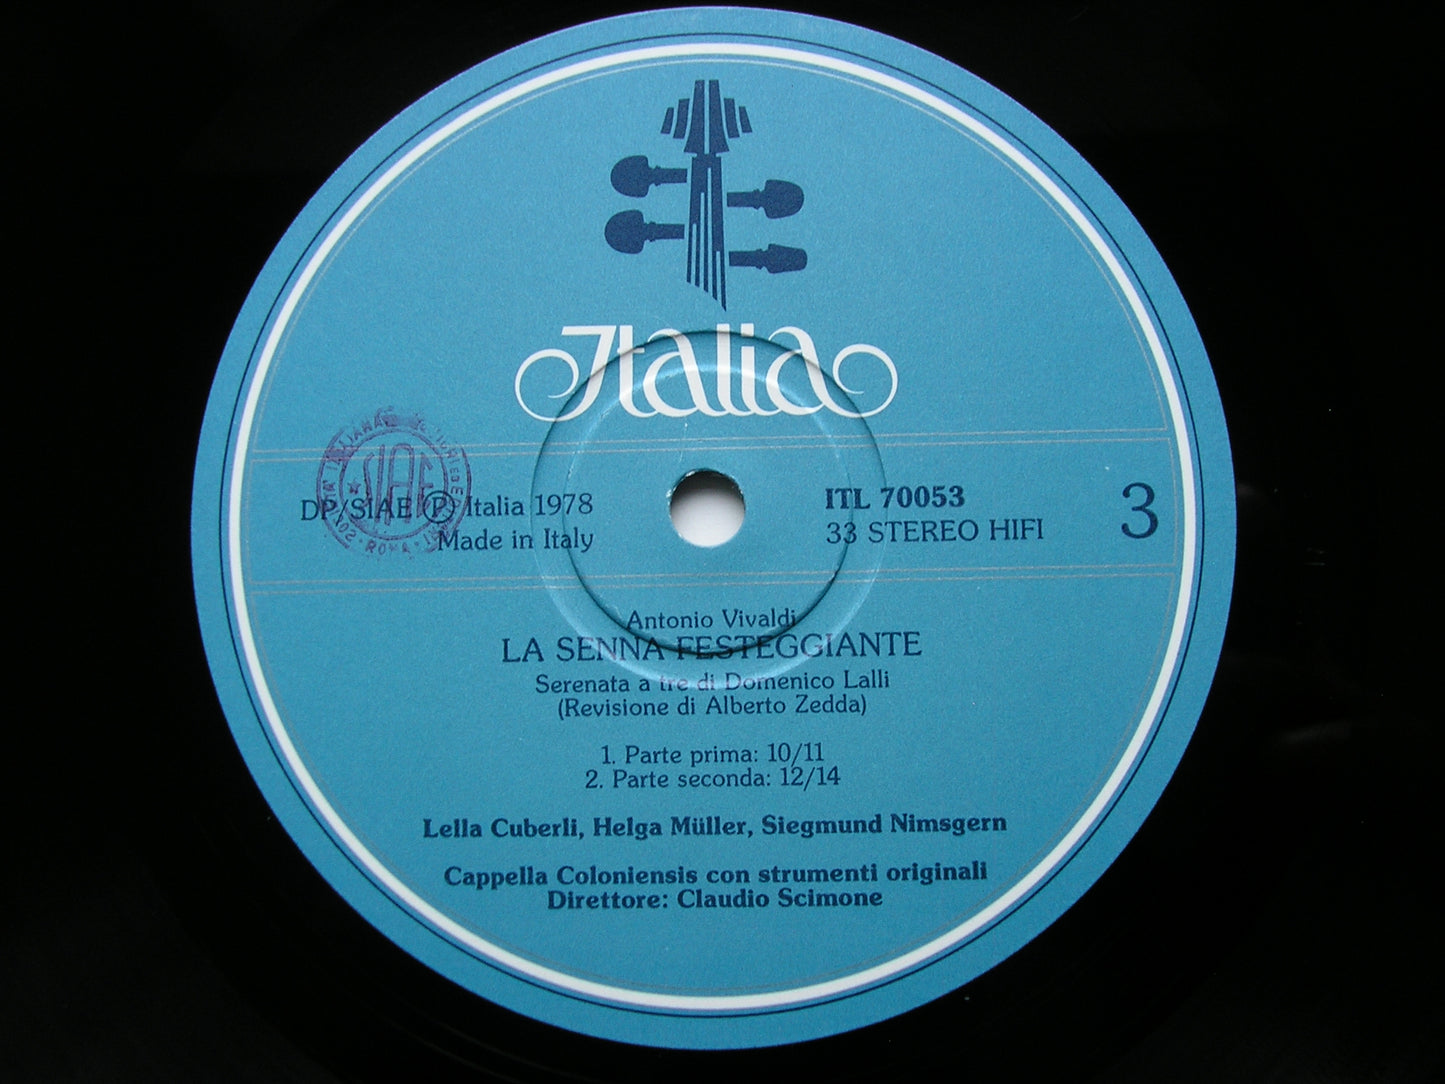 Italia
DP/SIAE Ⓟ Italia 1978
Made in Italy
SIAE
ROMA
ITL 70053
33 STEREO HIFI
3
Antonio Vivaldi
LA SENNA FESTEGGIANTE
Serenata a tre di Domenico Lalli
(Revisione di Alberto Zedda)
1. Parte prima: 10/11
2. Parte seconda: 12/14
Lella Cuberli, Helga Müller, Siegmund Nimsgern
Cappella Coloniensis con strumenti originali
Direttore: Claudio Scimone